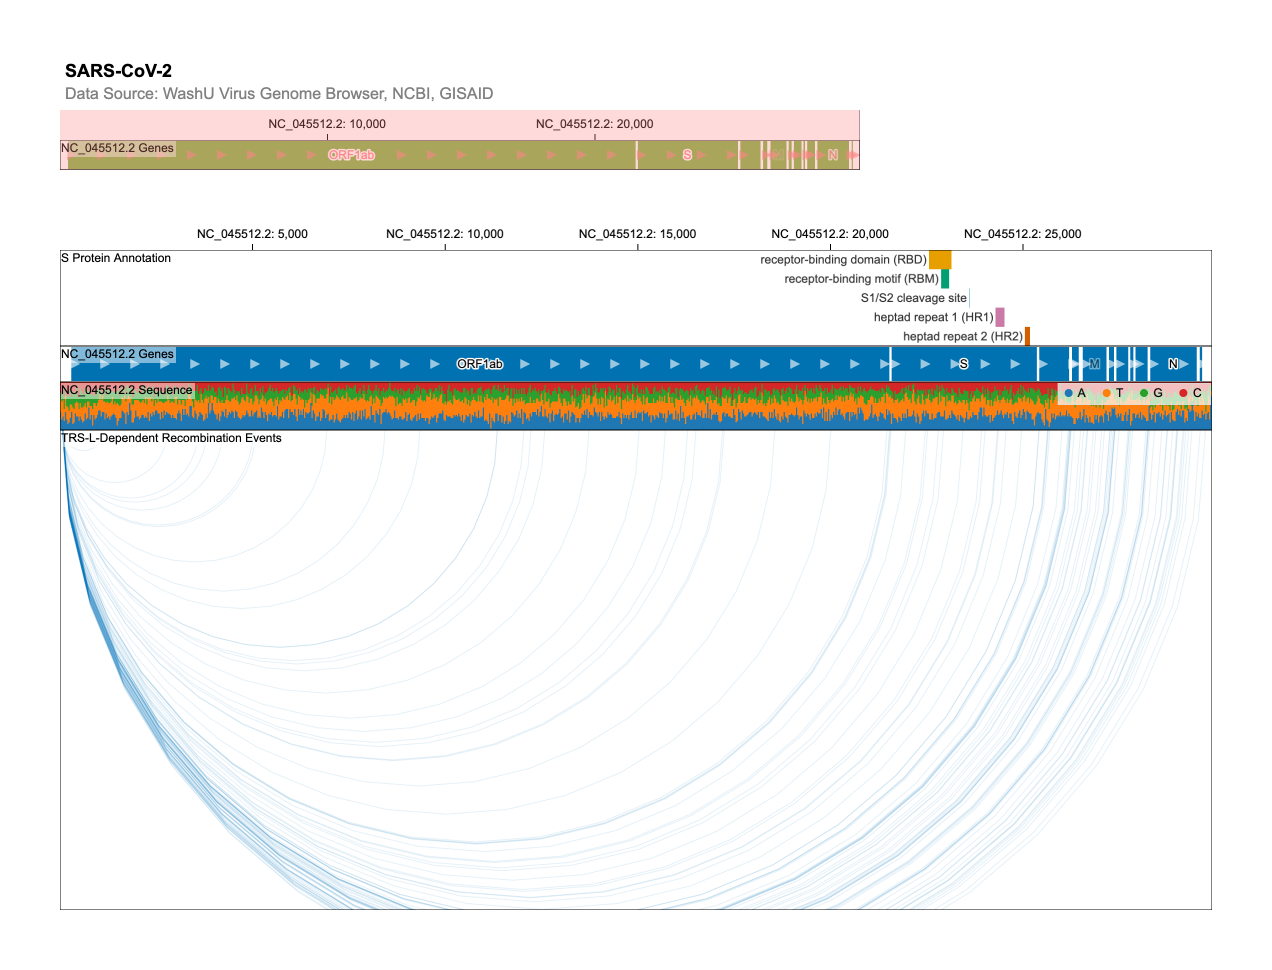 SARS-CoV-2
Data Source: WashU Virus Genome Browser, NCBI, GISAID
NC_045512.2: 10,000 NC_045512.2: 20,000
NC_045512.2 Genes
ORF1ab S M N
NC_045512.2: 5,000 NC_045512.2: 10,000 NC_045512.2: 15,000 NC_045512.2: 20,000 NC_045512.2: 25,000
S Protein Annotation
receptor-binding domain (RBD)
receptor-binding motif (RBM)
S1/S2 cleavage site
heptad repeat 1 (HR1)
heptad repeat 2 (HR2)
NC_045512.2 Genes
ORF1ab S M N
NC_045512.2 Sequence
A T G C
TRS-L-Dependent Recombination Events